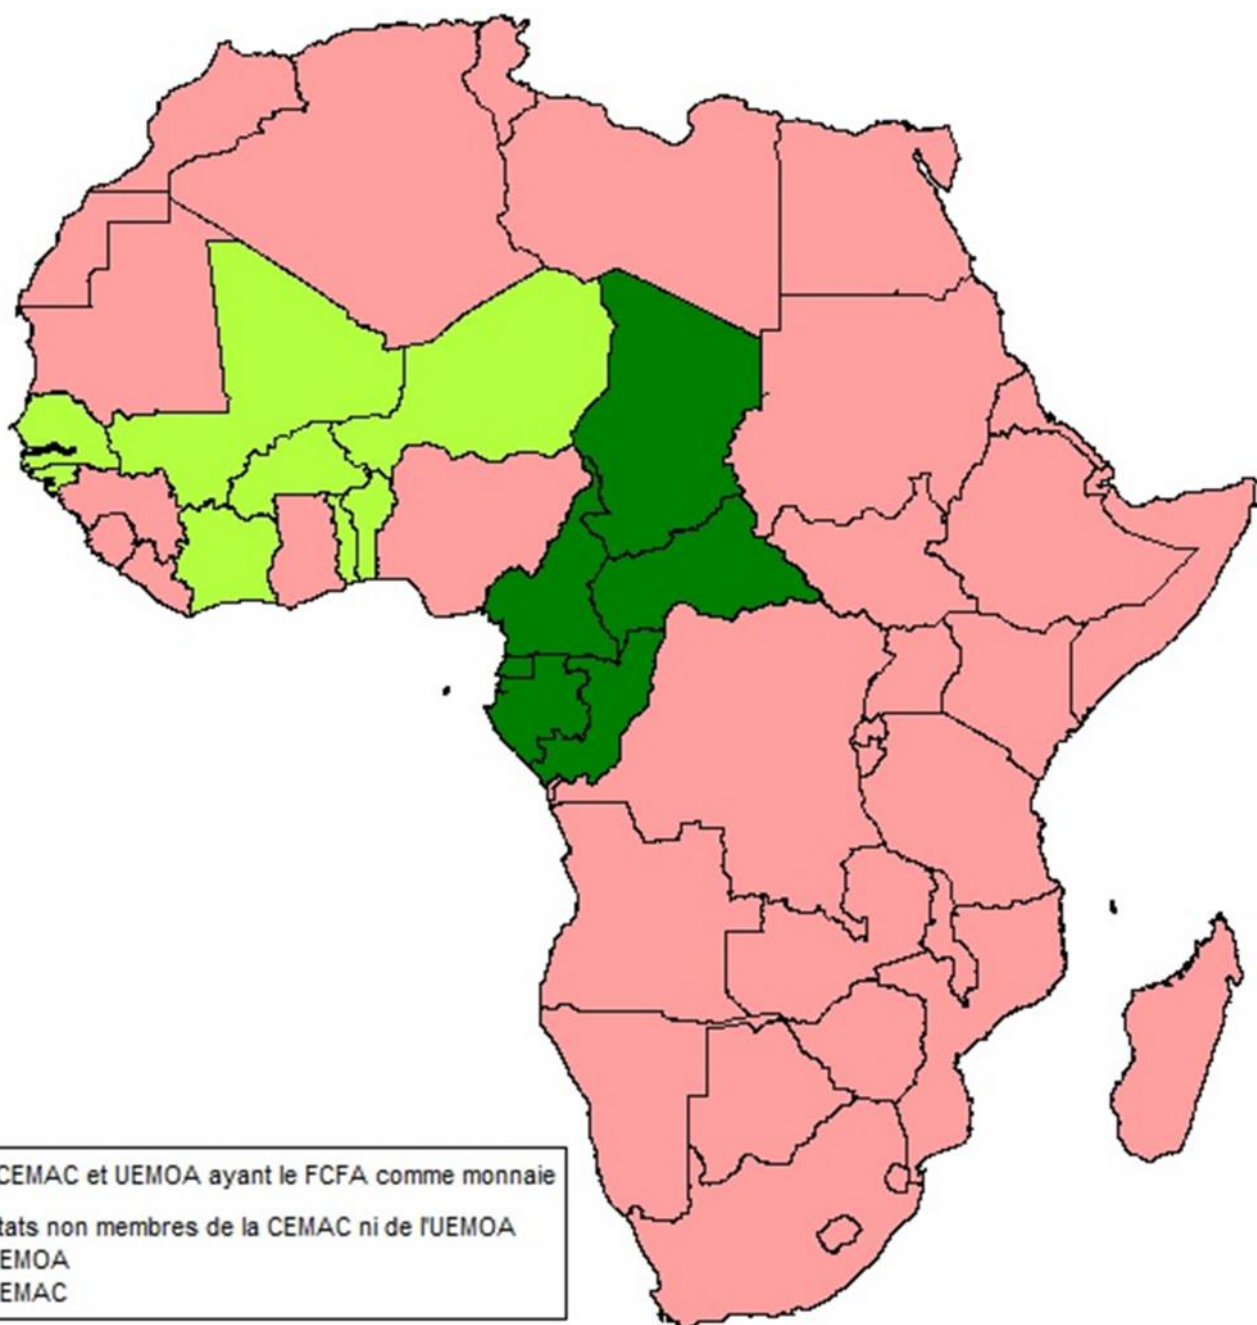 CEMAC et UEMOA ayant le FCFA comme monnaie
tats non membres de la CEMAC ni de l'UEMOA
EMOA
EMAC